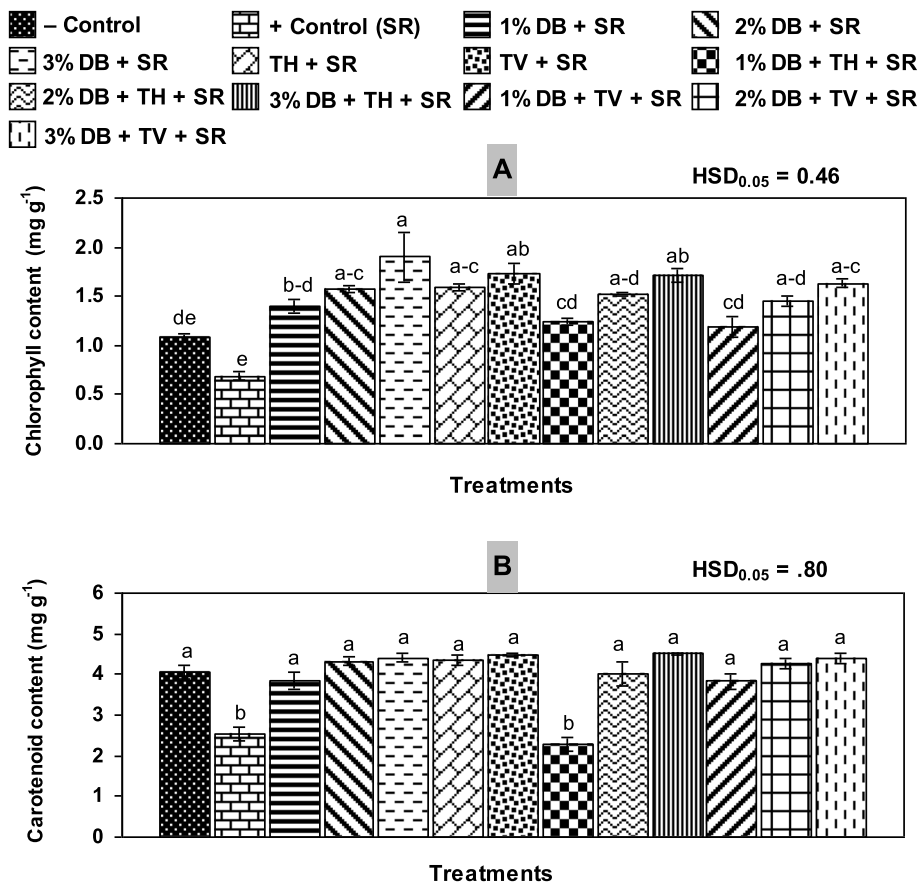 – Control + Control (SR) 1% DB + SR 2% DB + SR
3% DB + SR TH + SR TV + SR 1% DB + TH + SR
2% DB + TH + SR 3% DB + TH + SR 1% DB + TV + SR 2% DB + TV + SR
3% DB + TV + SR
A
HSD0.05 = 0.46
Chlorophyll content (mg g-1)
2.5
2.0
1.5
1.0
0.5
0.0
de e b-d a-c a a-c ab cd a-d ab cd a-d a-c
Treatments
B
HSD0.05 = .80
Carotenoid content (mg g-1)
6
5
4
3
2
1
0
a b a a a a a b a a a a a
Treatments